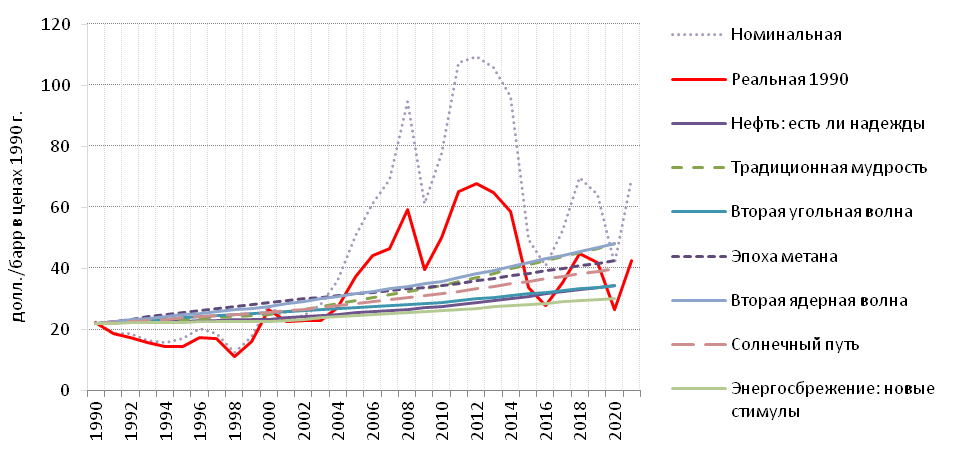 долл./барр в ценах 1990 г.
120
100
80
60
40
20
0
1990
1992
1994
1996
1998
2000
2002
2004
2006
2008
2010
2012
2014
2016
2018
2020
Номинальная
Реальная 1990
Нефть: есть ли надежды
Традиционная мудрость
Вторая угольная волна
Эпоха метана
Вторая ядерная волна
Солнечный путь
Энергосбрежение: новые
стимулы